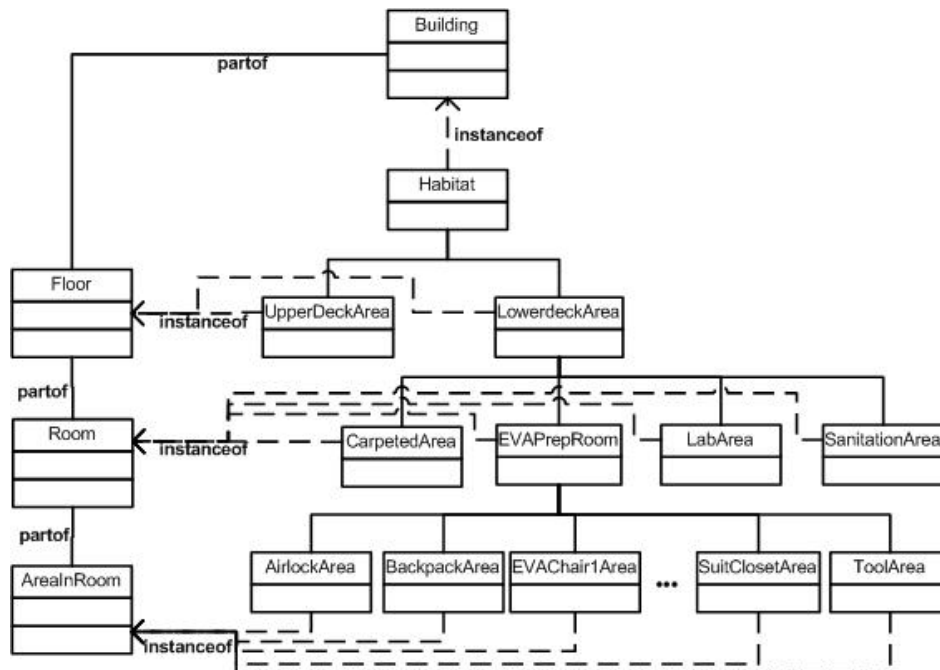 Building
partof
instanceof
Habitat
Floor
UpperDeckArea
LowerdeckArea
instanceof
partof
Room
CarpetedArea
EVAPrepRoom
LabArea
SanitationArea
instanceof
partof
AreaInRoom
AirlockArea
BackpackArea
EVAChair1Area
...
SuitClosetArea
ToolArea
instanceof